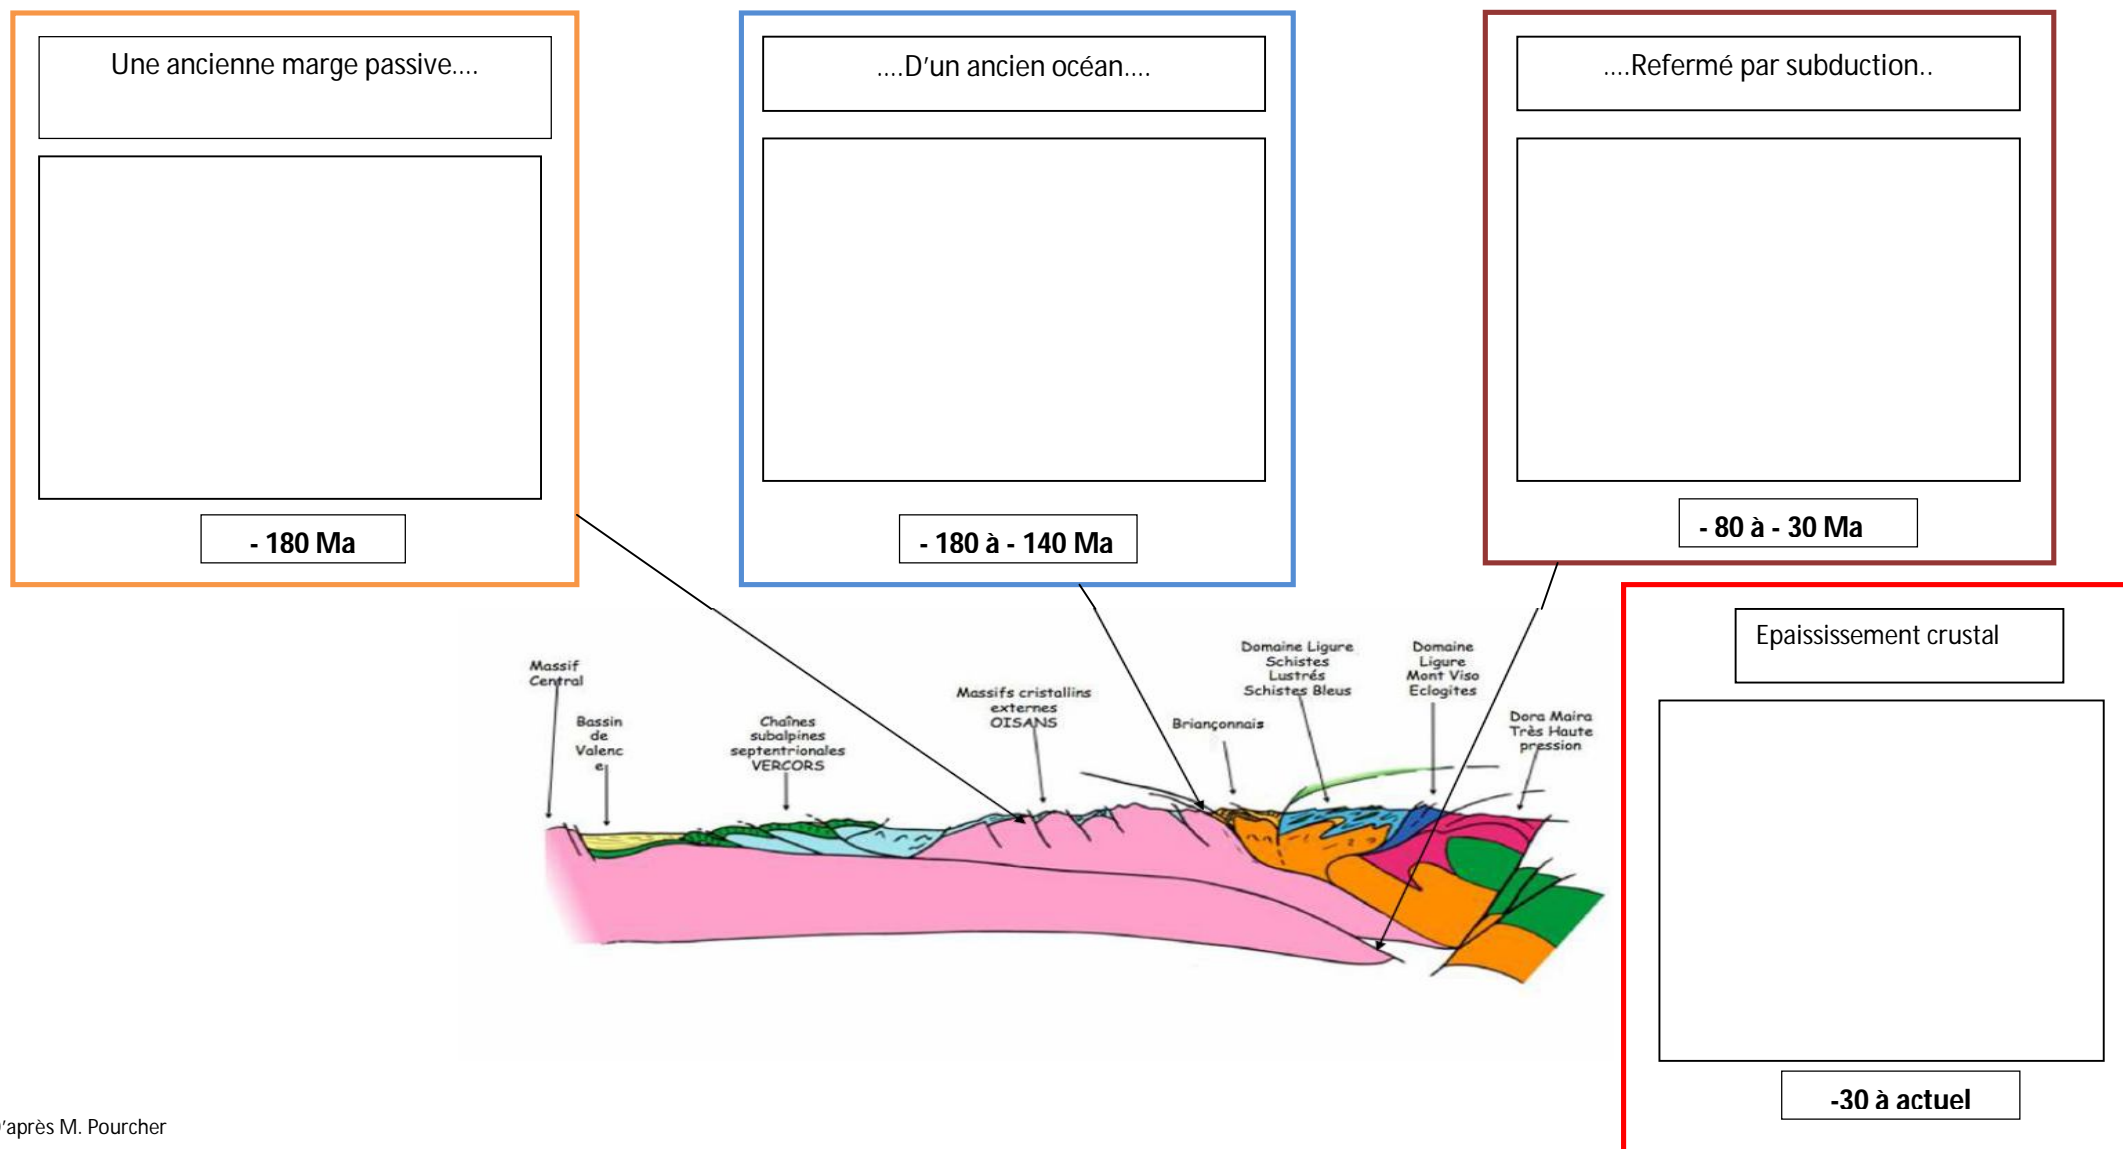 Une ancienne marge passive....
....D'un ancien océan....
....Refermé par subduction..
- 180 Ma
- 180 à - 140 Ma
- 80 à - 30 Ma
Epaississement crustal
Massif
Central
Bassin
de
Valenc
e
Chaînes
subalpines
septentrionales
VERCORS
Massifs cristallins
externes
OISANS
Briançonnais
Domaine Ligure
Schistes
Lustrés
Schistes Bleus
Domaine
Ligure
Mont Viso
Eclogites
Dora Maira
Très Haute
pression
-30 à actuel
D'après M. Pourcher